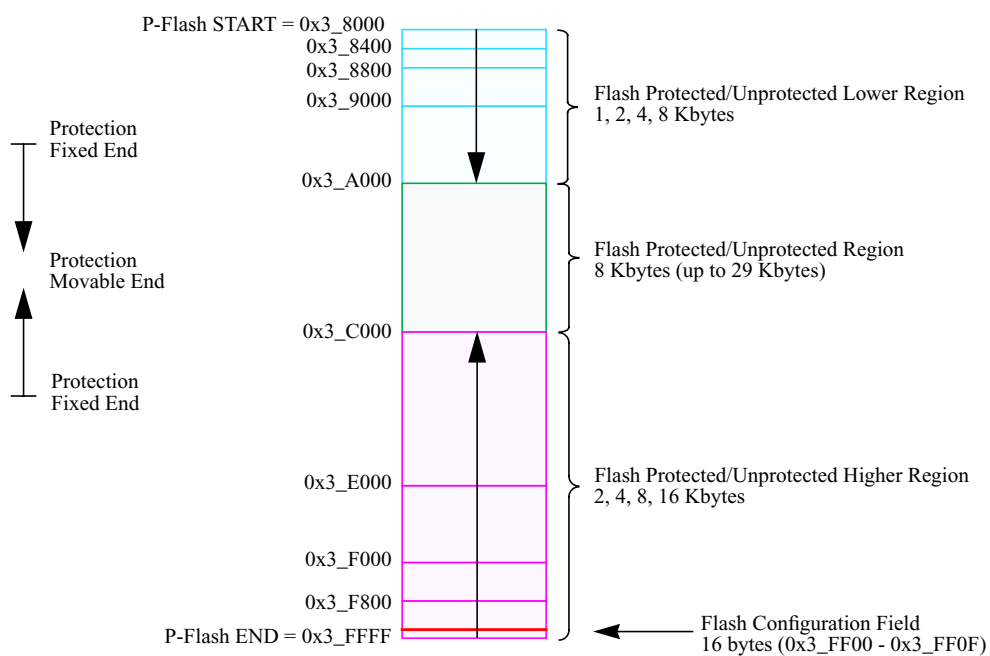 P-Flash START = 0x3_8000
0x3_8400
0x3_8800
0x3_9000
Flash Protected/Unprotected Lower Region
1, 2, 4, 8 Kbytes
Protection
Fixed End
0x3_A000
Protection
Movable End
Flash Protected/Unprotected Region
8 Kbytes (up to 29 Kbytes)
0x3_C000
Protection
Fixed End
0x3_E000
Flash Protected/Unprotected Higher Region
2, 4, 8, 16 Kbytes
0x3_F000
0x3_F800
P-Flash END = 0x3_FFFF
Flash Configuration Field
16 bytes (0x3_FF00 - 0x3_FF0F)